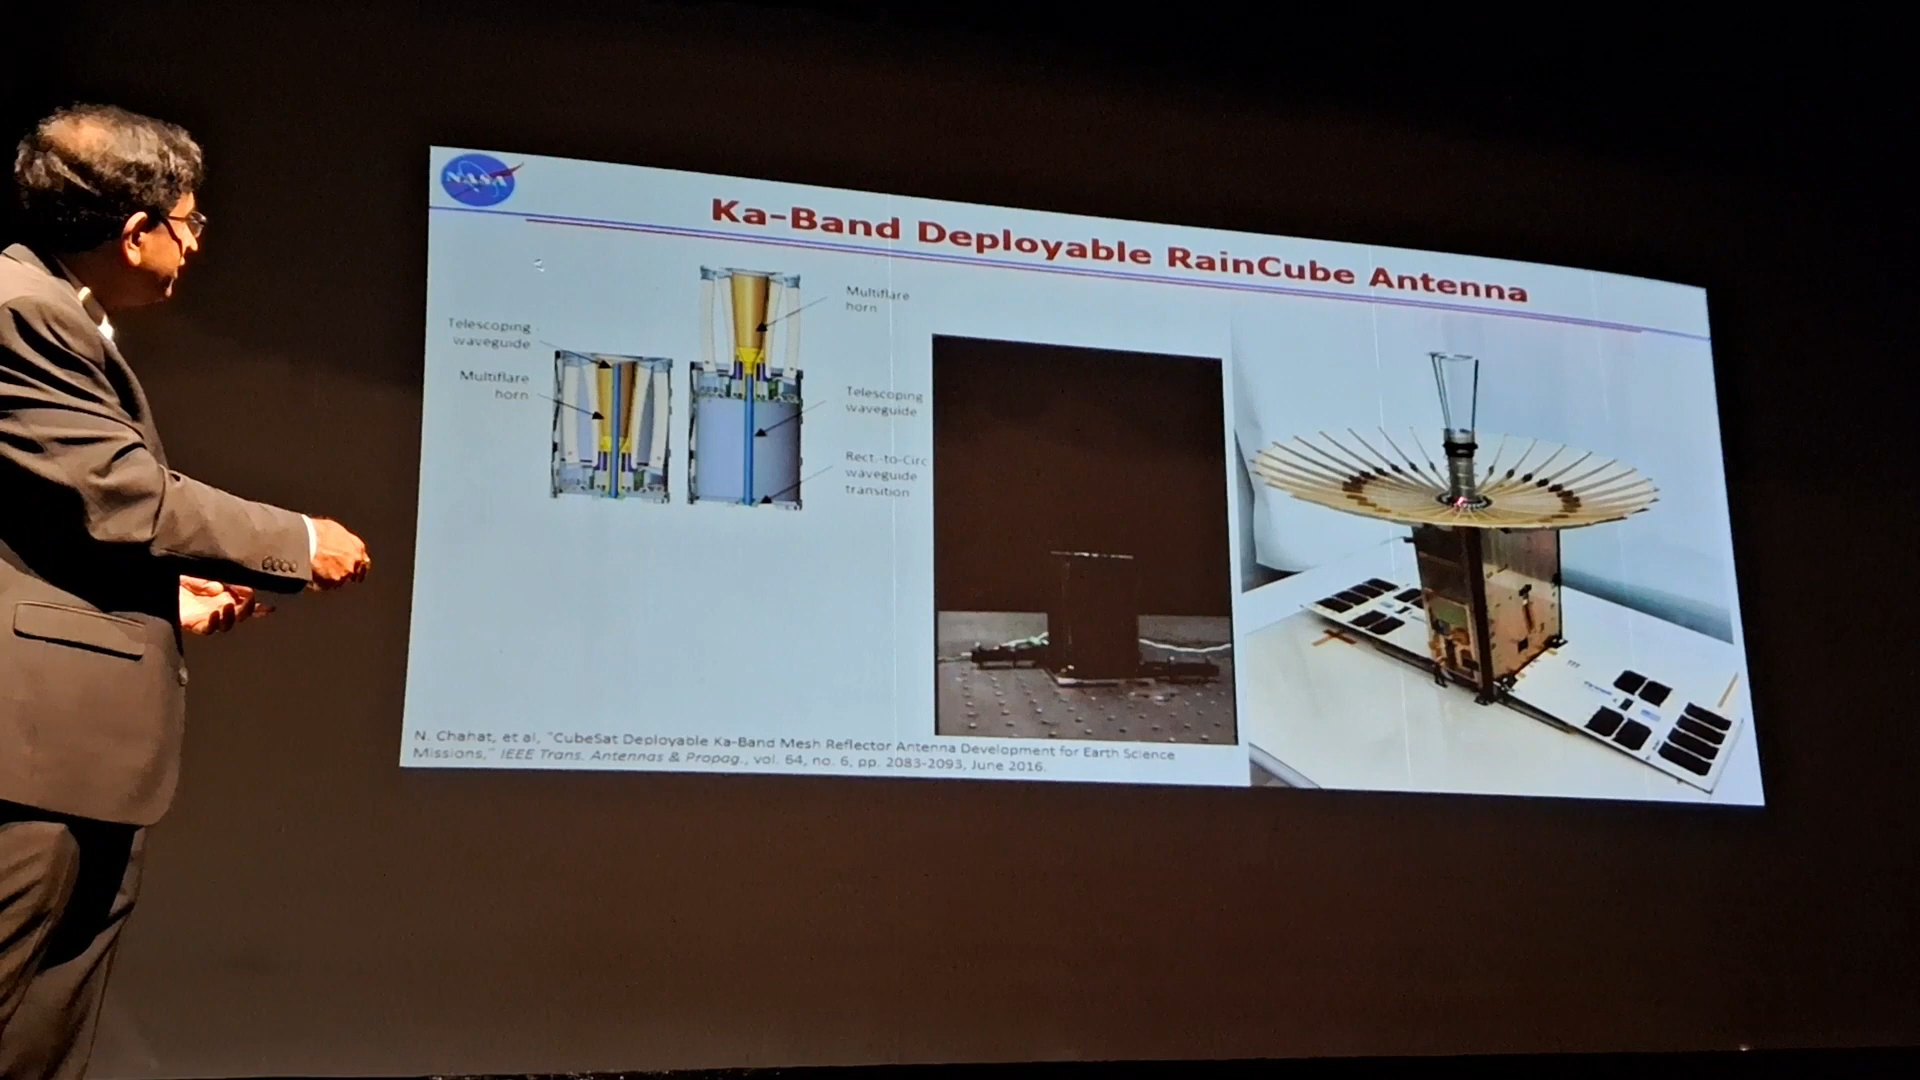 NASA
Ka-Band Deployable RainCube Antenna
Telescoping
waveguide
Multiflare
horn
Multiflare
horn
Telescoping
waveguide
Rect.-to-Circ
waveguide
transition
N. Chahat, et al, "CubeSat Deployable Ka-Band Mesh Reflector Antenna Development for Earth Science
Missions," IEEE Trans. Antennas & Propag., vol. 64, no. 6, pp. 2083-2093, June 2016.